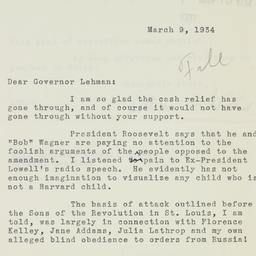 March 9, 1934
Fall
Dear Governor Lehman:
I am so glad the cash relief has
gone through, and of course it would not have
gone through without your support.
President Roosevelt says that he and
"Bob" Wagner are paying no attention to the
foolish arguments of the people opposed to the
amendment. I listened in pain to Ex-President
Lowell's radio speech. He evidently has not
enough imagination to visualize any child who is
not a Harvard child.
The basis of attack outlined before
the Sons of the Revolution in St. Louis, I am
told, was largely in connection with Florence
Kelley, Jane Addams, Julia Lathrop and my own
alleged blind obedience to orders from Russia!